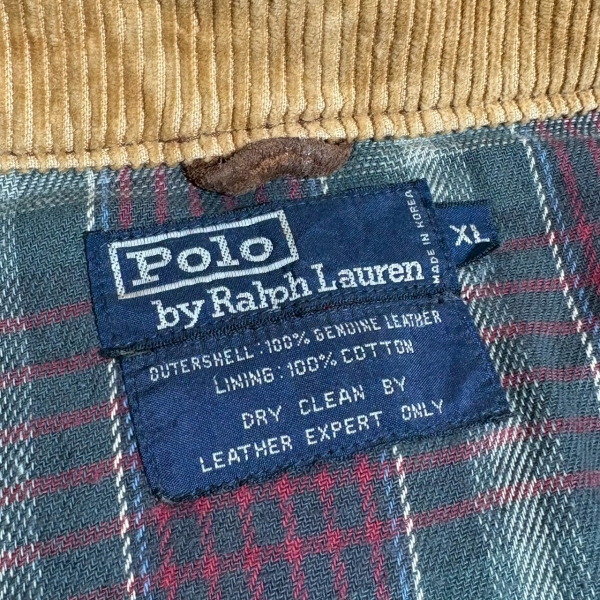 Polo
by Ralph Lauren
MADE IN KOREA
XL
OUTERSHELL: 100% GENUINE LEATHER
LINING: 100% COTTON
DRY CLEAN BY
LEATHER EXPERT ONLY